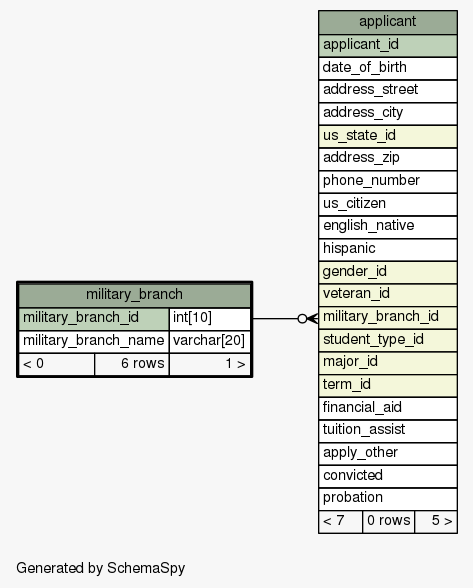 applicant
applicant_id
date_of_birth
address_street
address_city
us_state_id
address_zip
phone_number
us_citizen
english_native
hispanic
gender_id
veteran_id
military_branch_id
student_type_id
major_id
term_id
financial_aid
tuition_assist
apply_other
convicted
probation
< 7 0 rows 5 >
military_branch
military_branch_id int[10]
military_branch_name varchar[20]
< 0 6 rows 1 >
Generated by SchemaSpy